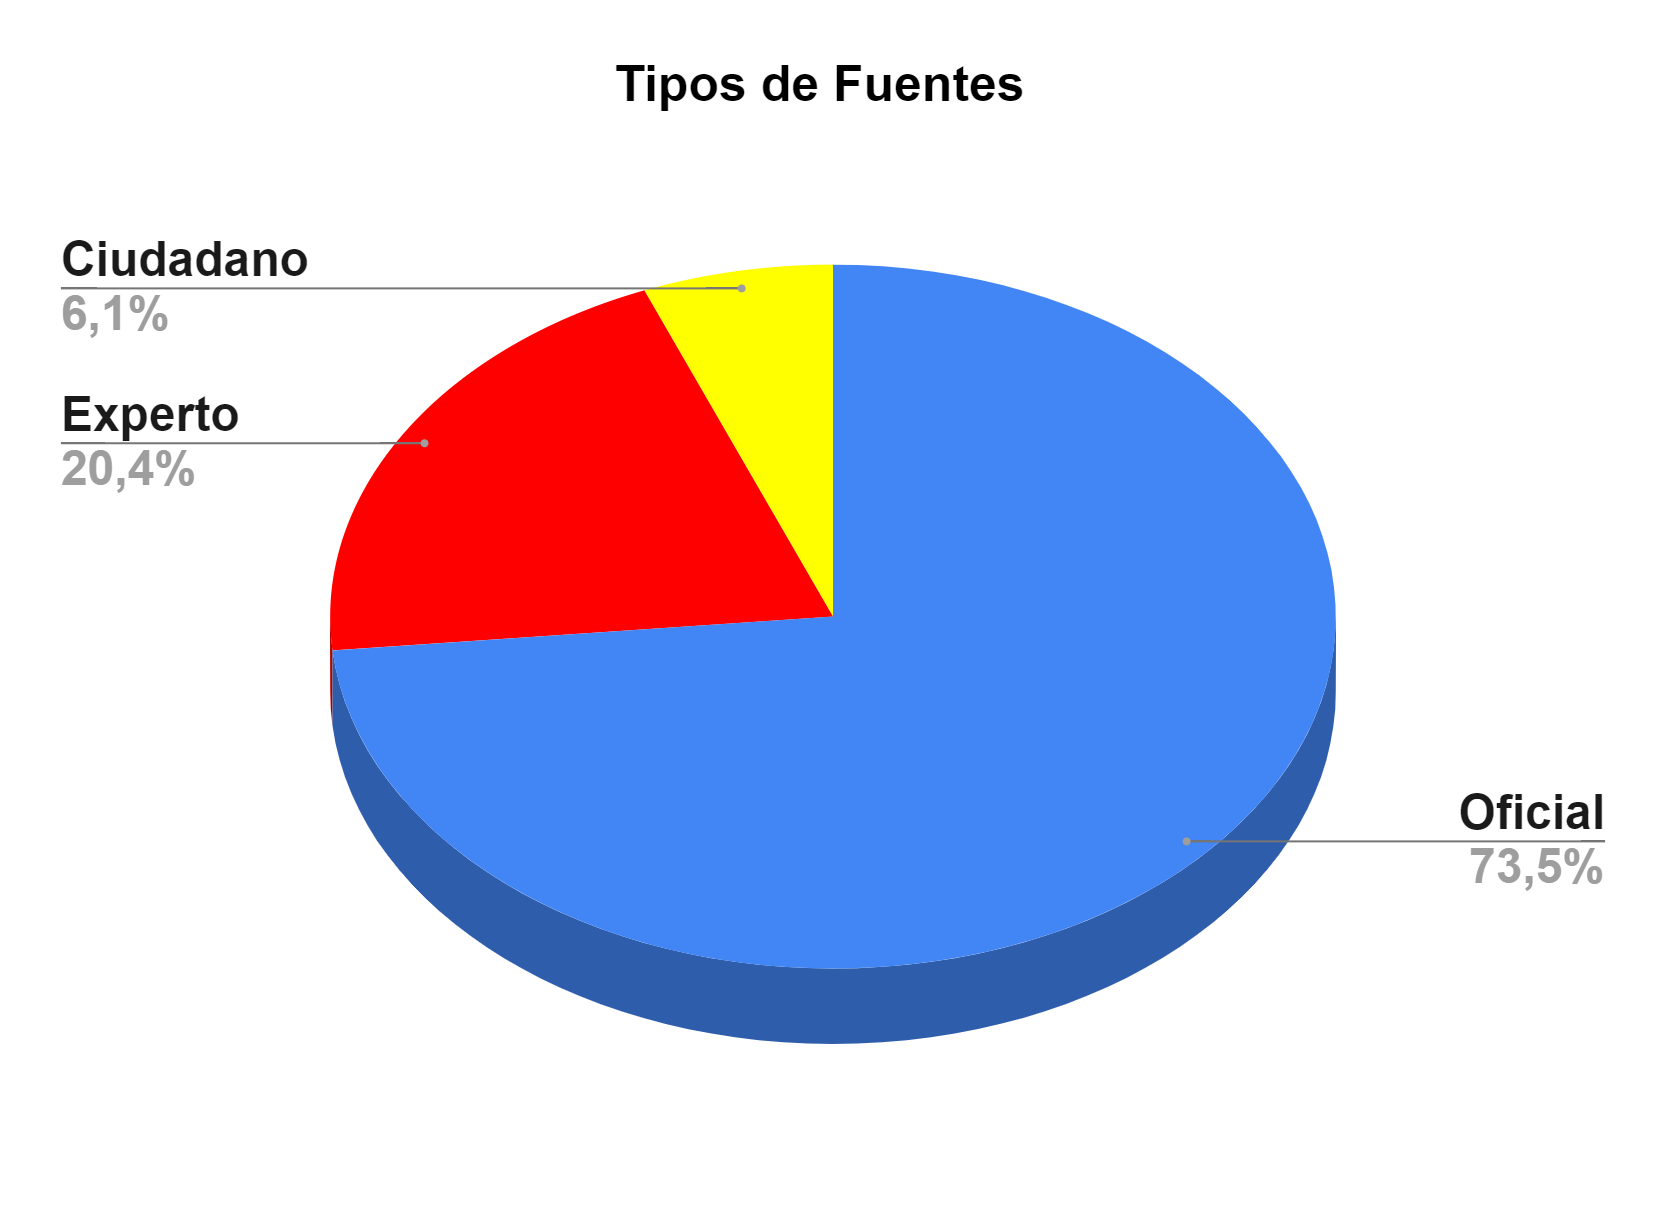 Tipos de Fuentes
Ciudadano
6,1%
Experto
20,4%
Oficial
73,5%